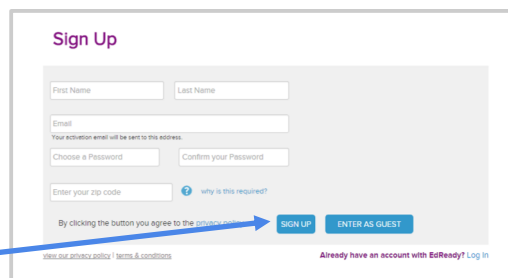 Sign Up
First Name Last Name
Email
Your activation email will be sent to this address.
Choose a Password Confirm your Password
Enter your zip code ? why is this required?
By clicking the button you agree to the privacy SIGN UP ENTER AS GUEST
view our privacy policy | terms & conditions Already have an account with EdReady? Log In